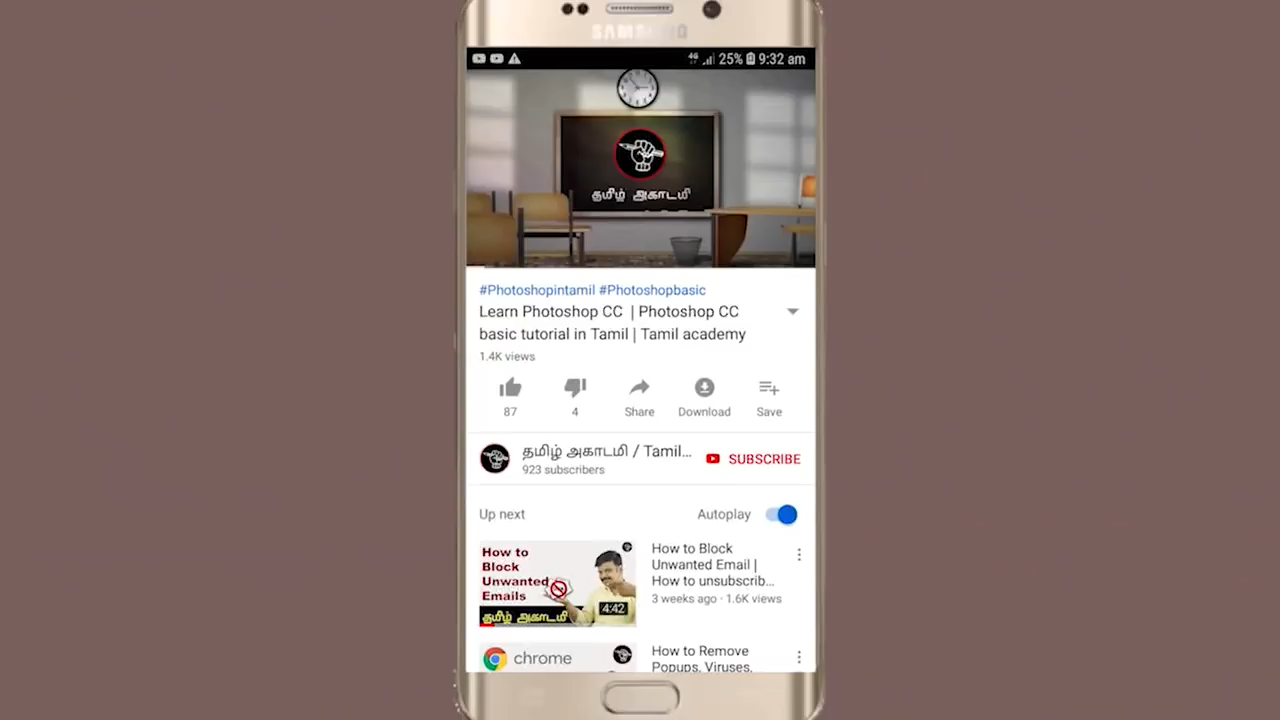 SAMSUNG
4G 25% 9:32 am
தமிழ் அகாடமி
#Photoshopintamil #Photoshopbasic
Learn Photoshop CC | Photoshop CC
basic tutorial in Tamil | Tamil academy
1.4K views
87
4
Share
Download
Save
தமிழ் அகாடமி / Tamil...
923 subscribers
SUBSCRIBE
Up next
Autoplay
How to
Block
Unwanted
Emails
தமிழ் அகாடமி
4:42
How to Block
Unwanted Email |
How to unsubscrib...
3 weeks ago · 1.6K views
chrome
How to Remove
Popups, Viruses,